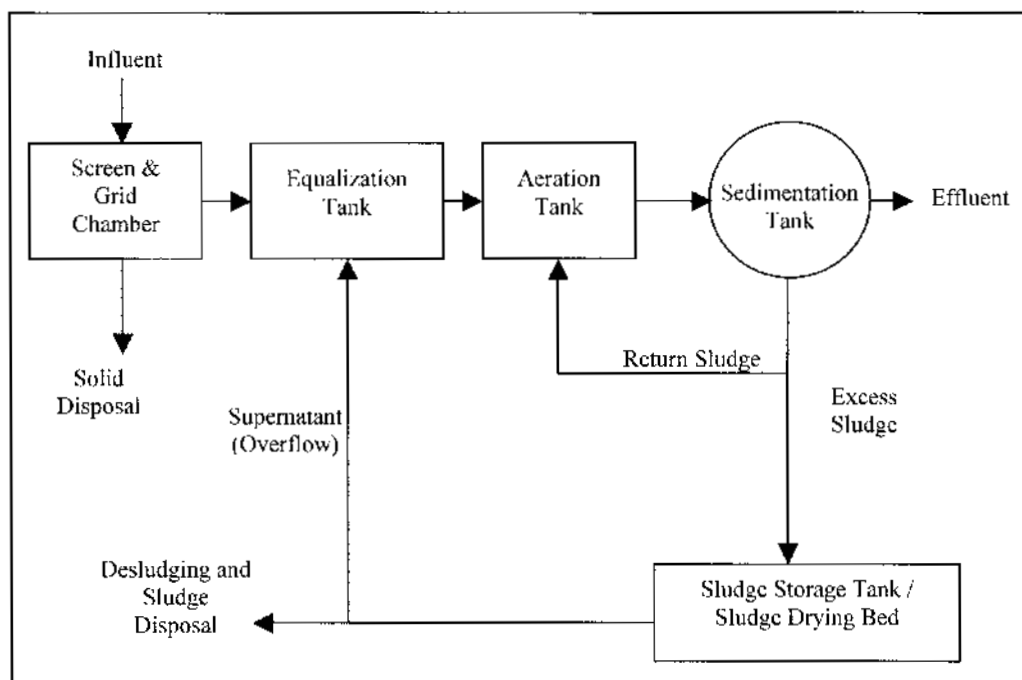 Influent
Screen &
Grid
Chamber
Equalization
Tank
Aeration
Tank
Sedimentation
Tank
Effluent
Solid
Disposal
Return Sludge
Excess
Sludge
Supernatant
(Overflow)
Desludging and
Sludge
Disposal
Sludge Storage Tank /
Sludge Drying Bed